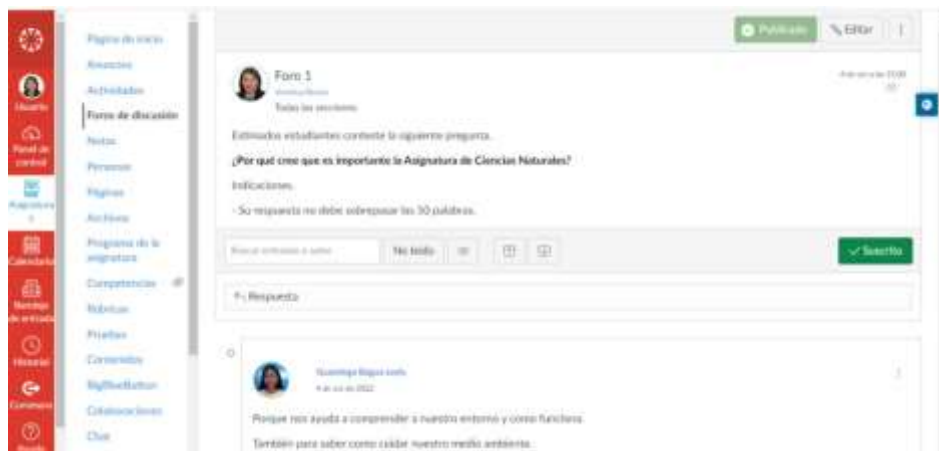 Publicado
Editar
Usuario
Panel de
control
Calendario
Bandeja
de entrada
Historial
Página de inicio
Anuncios
Actividades
Foros de discusión
Notas
Personas
Páginas
Archivos
Programa de la
asignatura
Competencias
Rúbricas
Pruebas
Contenidos
BigBlueButton
Colaboraciones
Chat
Foro 1
Todas las secciones
Estimados estudiantes conteste la siguiente pregunta.
¿Por qué cree que es importante la Asignatura de Ciencias Naturales?
Indicaciones.
- Su respuesta no debe sobrepasar las 50 palabras.
No leído
Suscrito
Respuesta
Porque nos ayuda a comprender a nuestro entorno y como funciona.
También para saber como cuidar nuestro medio ambiente.